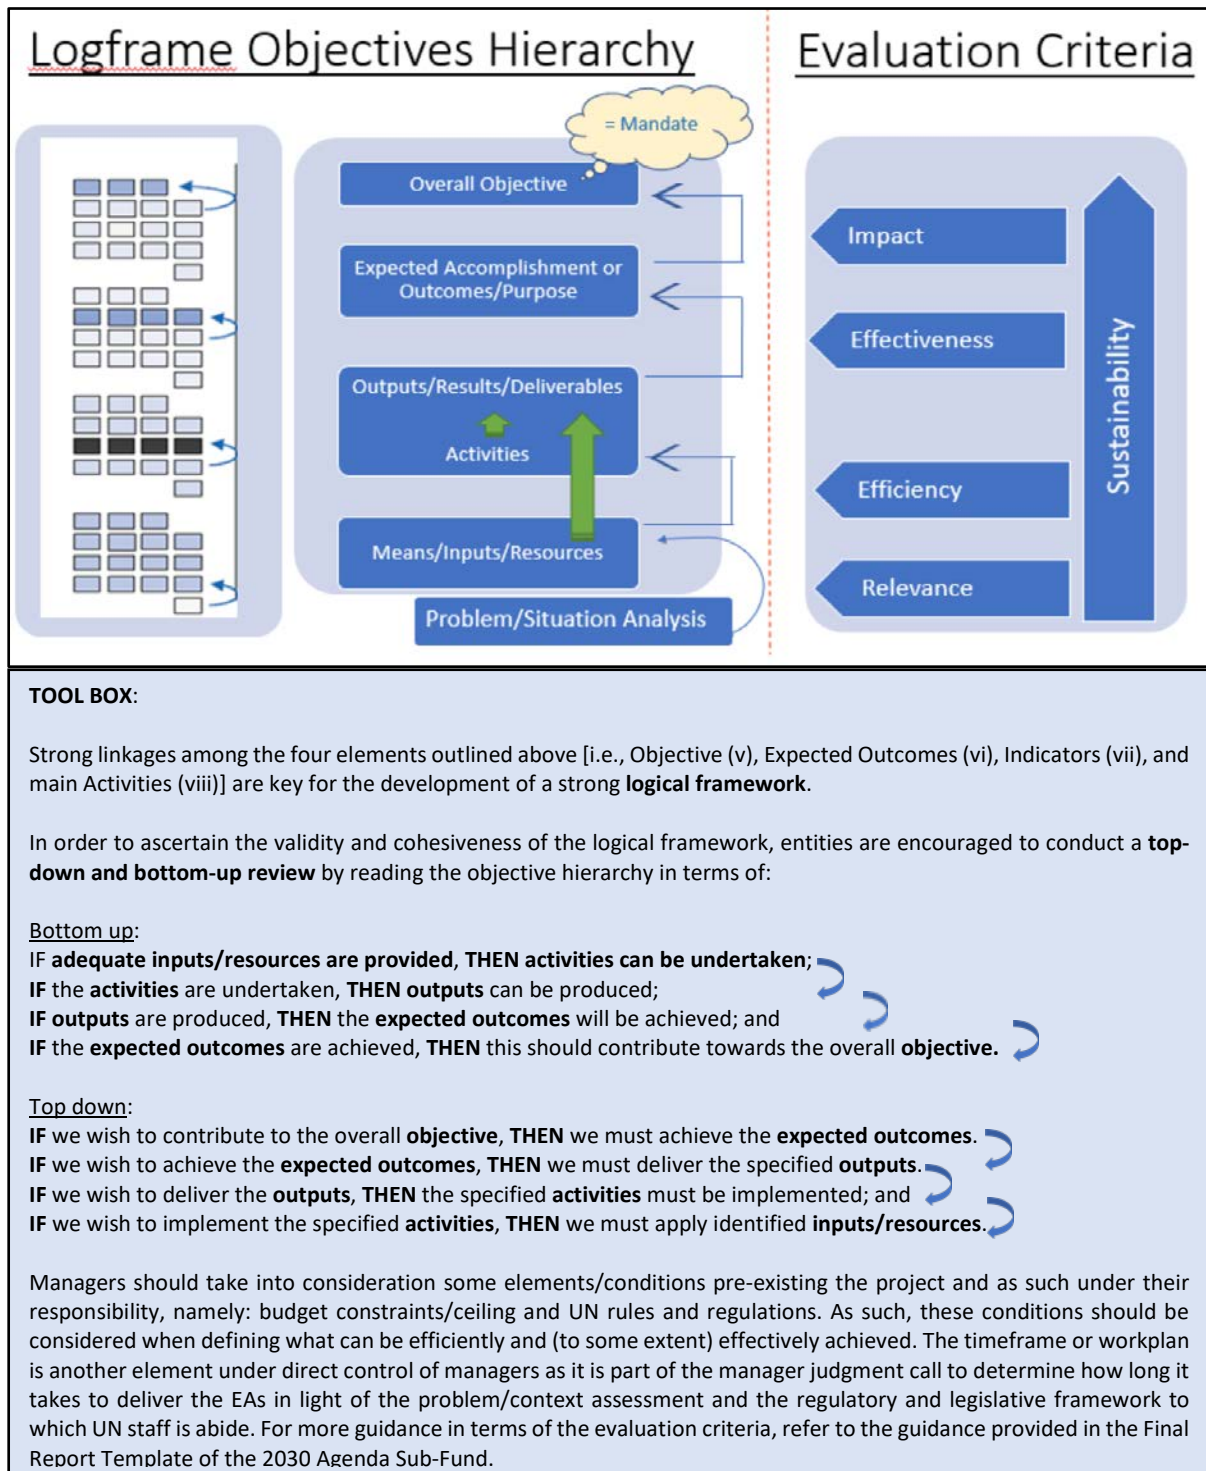 Logframe Objectives Hierarchy
Evaluation Criteria
= Mandate
Overall Objective
Expected Accomplishment or
Outcomes/Purpose
Outputs/Results/Deliverables
Activities
Means/Inputs/Resources
Problem/Situation Analysis
Impact
Effectiveness
Efficiency
Relevance
Sustainability
TOOL BOX:
Strong linkages among the four elements outlined above [i.e., Objective (v), Expected Outcomes (vi), Indicators (vii), and
main Activities (viii)] are key for the development of a strong logical framework.
In order to ascertain the validity and cohesiveness of the logical framework, entities are encouraged to conduct a top-
down and bottom-up review by reading the objective hierarchy in terms of:
Bottom up:
IF adequate inputs/resources are provided, THEN activities can be undertaken;
IF the activities are undertaken, THEN outputs can be produced;
IF outputs are produced, THEN the expected outcomes will be achieved; and
IF the expected outcomes are achieved, THEN this should contribute towards the overall objective.
Top down:
IF we wish to contribute to the overall objective, THEN we must achieve the expected outcomes.
IF we wish to achieve the expected outcomes, THEN we must deliver the specified outputs.
IF we wish to deliver the outputs, THEN the specified activities must be implemented; and
IF we wish to implement the specified activities, THEN we must apply identified inputs/resources.
Managers should take into consideration some elements/conditions pre-existing the project and as such under their
responsibility, namely: budget constraints/ceiling and UN rules and regulations. As such, these conditions should be
considered when defining what can be efficiently and (to some extent) effectively achieved. The timeframe or workplan
is another element under direct control of managers as it is part of the manager judgment call to determine how long it
takes to deliver the EAs in light of the problem/context assessment and the regulatory and legislative framework to
which UN staff is abide. For more guidance in terms of the evaluation criteria, refer to the guidance provided in the Final
Report Template of the 2030 Agenda Sub-Fund.